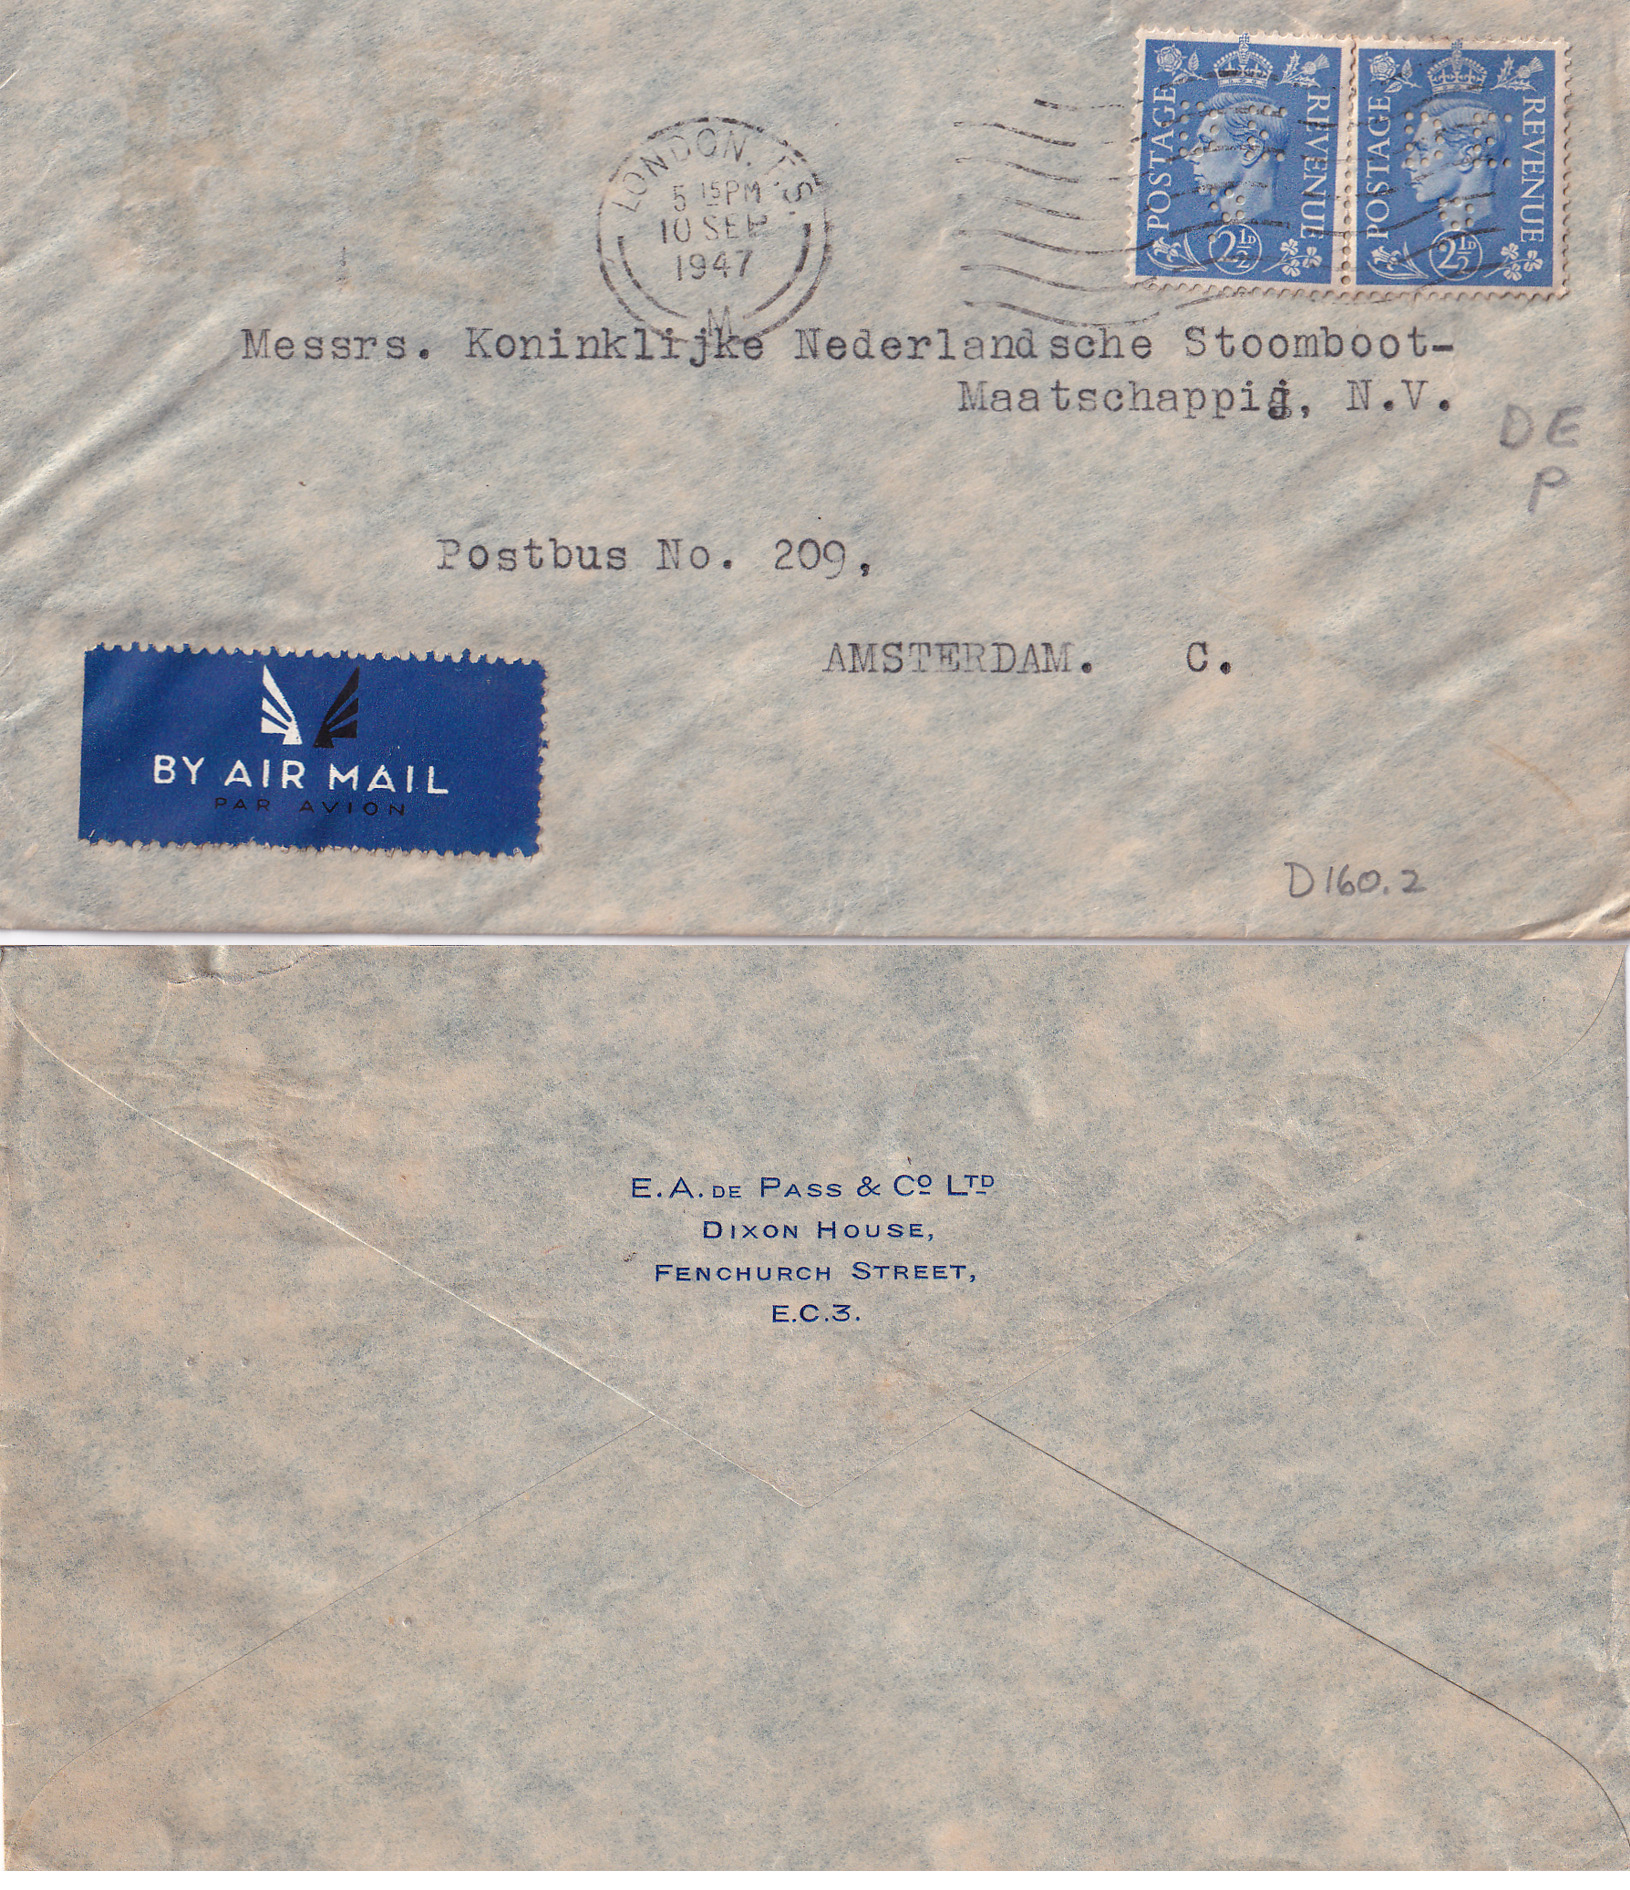 POSTAGE REVENUE
2½D
POSTAGE REVENUE
2½D
LONDON. F.S.
5 15PM
10 SEP
1947
M
Messrs. Koninklijke Nederlandsche Stoomboot-
Maatschappij, N.V.
DE
P
Postbus No. 209,
AMSTERDAM. C.
BY AIR MAIL
PAR AVION
D160.2
E.A. DE PASS & Cº LTD
DIXON HOUSE,
FENCHURCH STREET,
E.C.3.